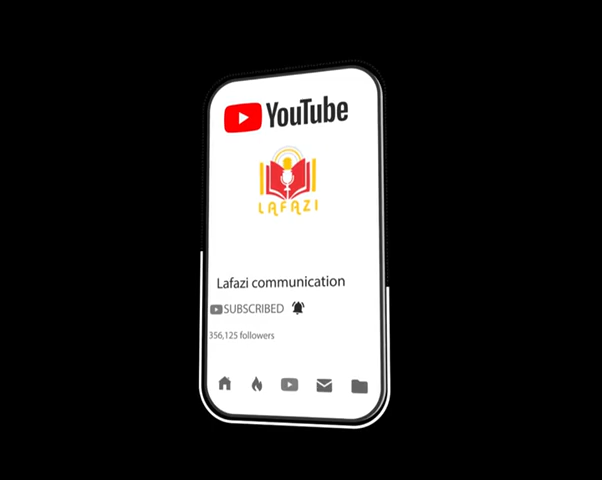 YouTube
LAFAZI
Lafazi communication
SUBSCRIBED
356,125 followers